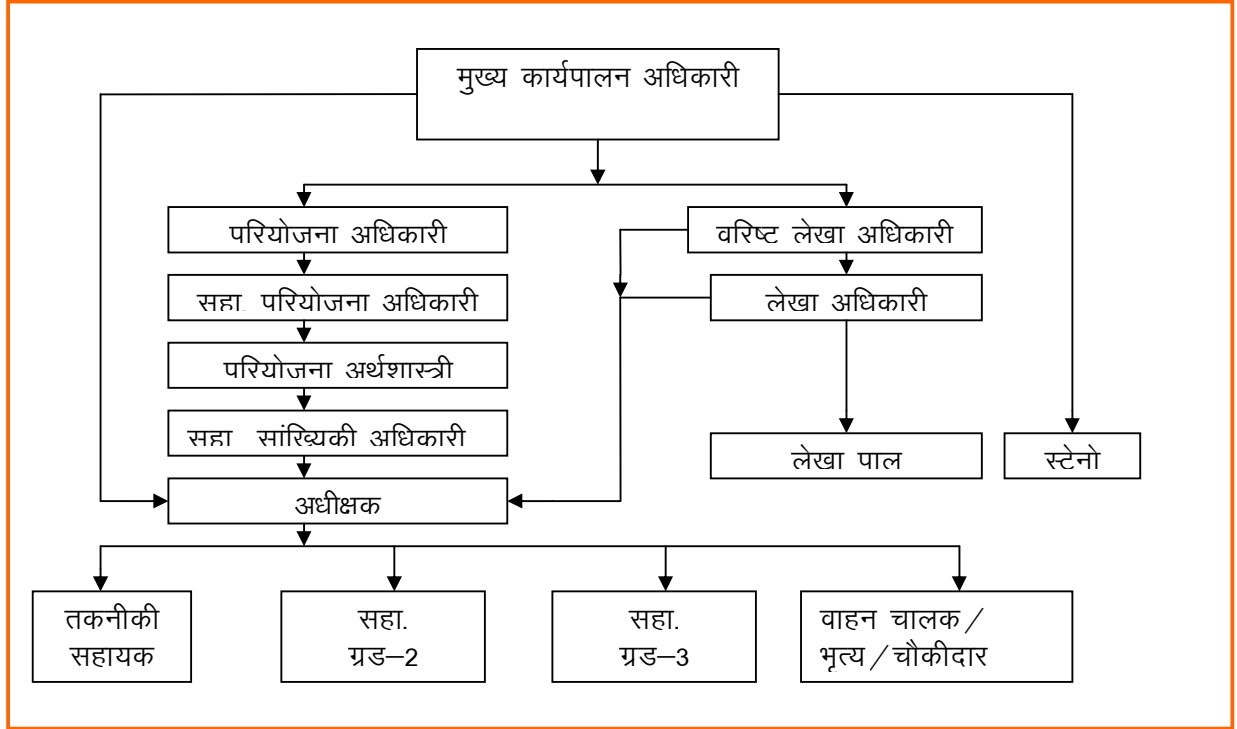 मुख्य कार्यपालन अधिकारी
परियोजना अधिकारी
वरिष्ट लेखा अधिकारी
सहा. परियोजना अधिकारी
लेखा अधिकारी
परियोजना अर्थशास्त्री
सहा सांख्यिकी अधिकारी
लेखा पाल
स्टेनो
अधीक्षक
तकनीकी
सहायक
सहा.
ग्रड–2
सहा.
ग्रड–3
वाहन चालक/
भृत्य/चौकीदार